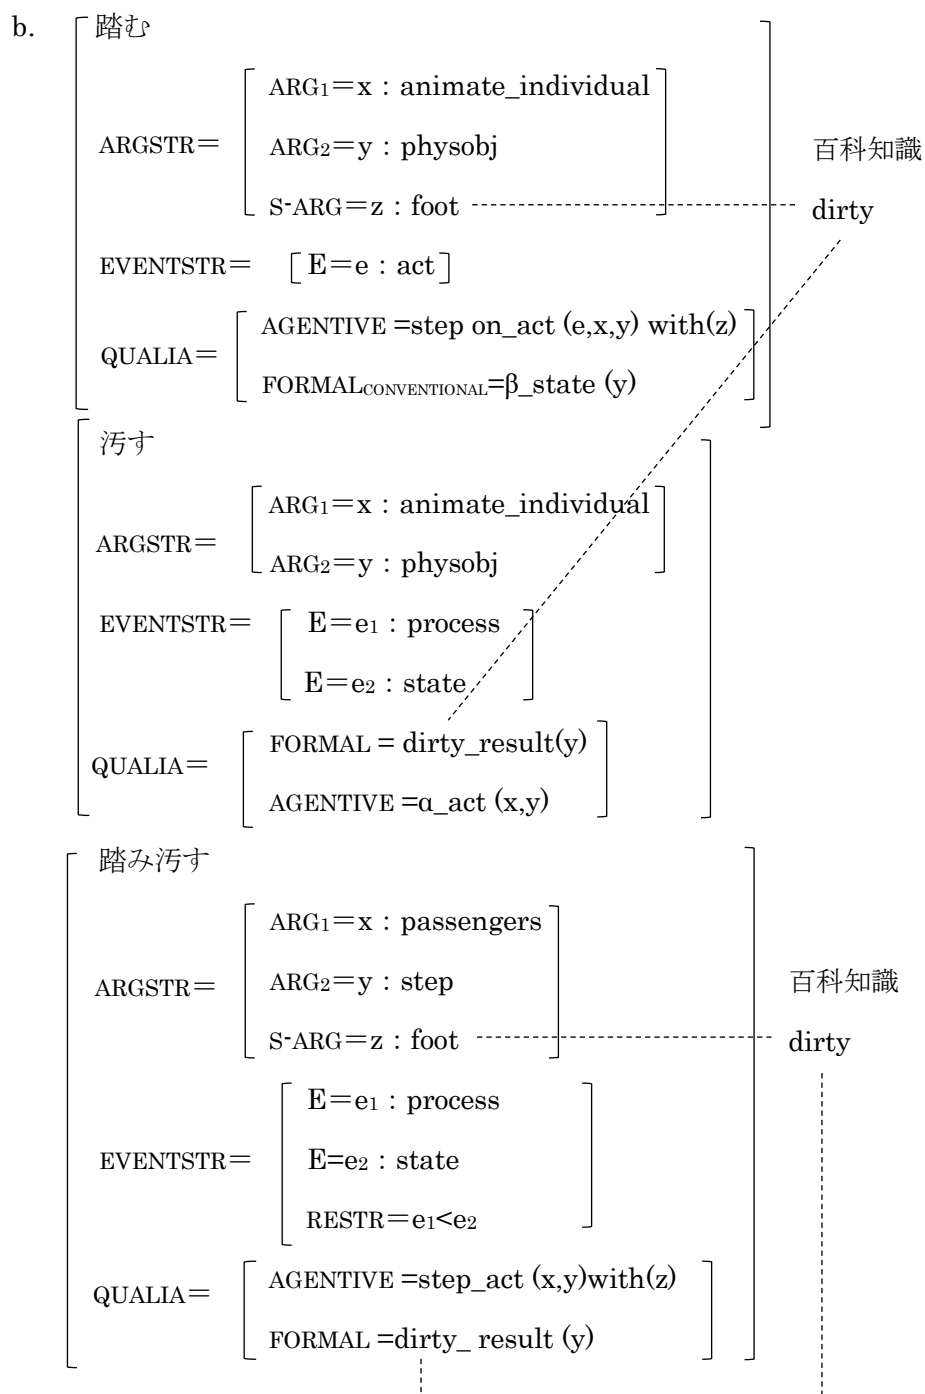 b. 踏む
ARG1＝x : animate_individual
ARGSTR＝ ARG2＝y : physobj
百科知識
S-ARG＝z : foot
dirty
EVENTSTR＝ [E＝e : act]
AGENTIVE =step on_act (e,x,y) with(z)
QUALIA＝
FORMALCONVENTIONAL=β_state (y)
汚す
ARG1＝x : animate_individual
ARGSTR＝
ARG2＝y : physobj
EVENTSTR＝ E＝e1 : process
E＝e2 : state
FORMAL = dirty_result(y)
QUALIA＝
AGENTIVE =α_act (x,y)
踏み汚す
ARG1＝x : passengers
ARGSTR＝ ARG2＝y : step
百科知識
S-ARG＝z : foot
dirty
E＝e1 : process
EVENTSTR＝ E=e2 : state
RESTR＝e1<e2
AGENTIVE =step_act (x,y)with(z)
QUALIA＝
FORMAL =dirty_ result (y)